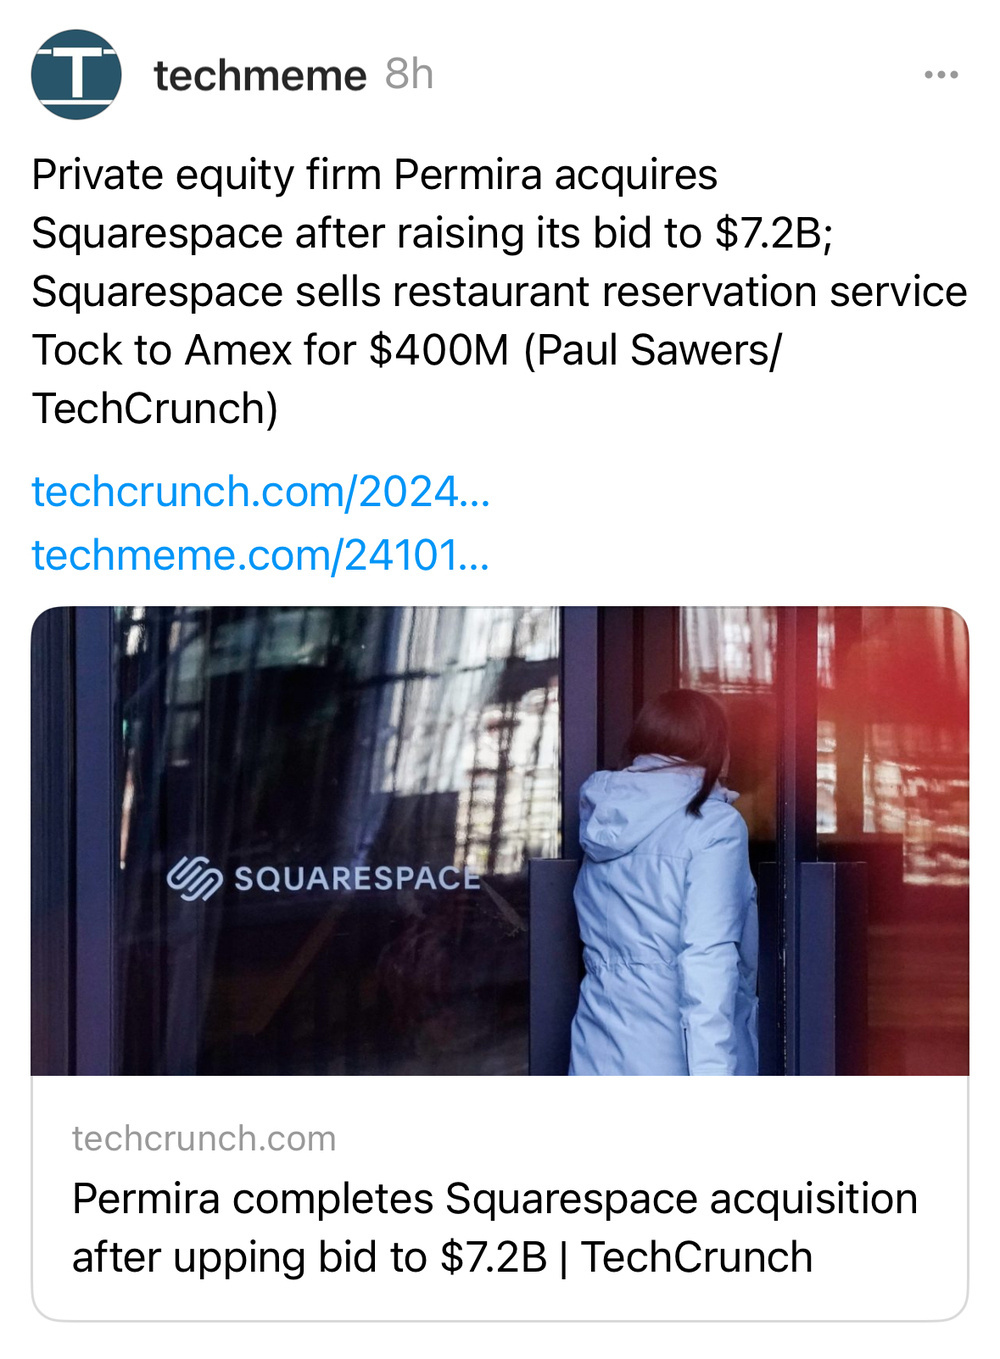 T
techmeme 8h
Private equity firm Permira acquires
Squarespace after raising its bid to $7.2B;
Squarespace sells restaurant reservation service
Tock to Amex for $400M (Paul Sawers/
TechCrunch)
techcrunch.com/2024...
techmeme.com/24101...
SQUARESPACE
techcrunch.com
Permira completes Squarespace acquisition
after upping bid to $7.2B | TechCrunch